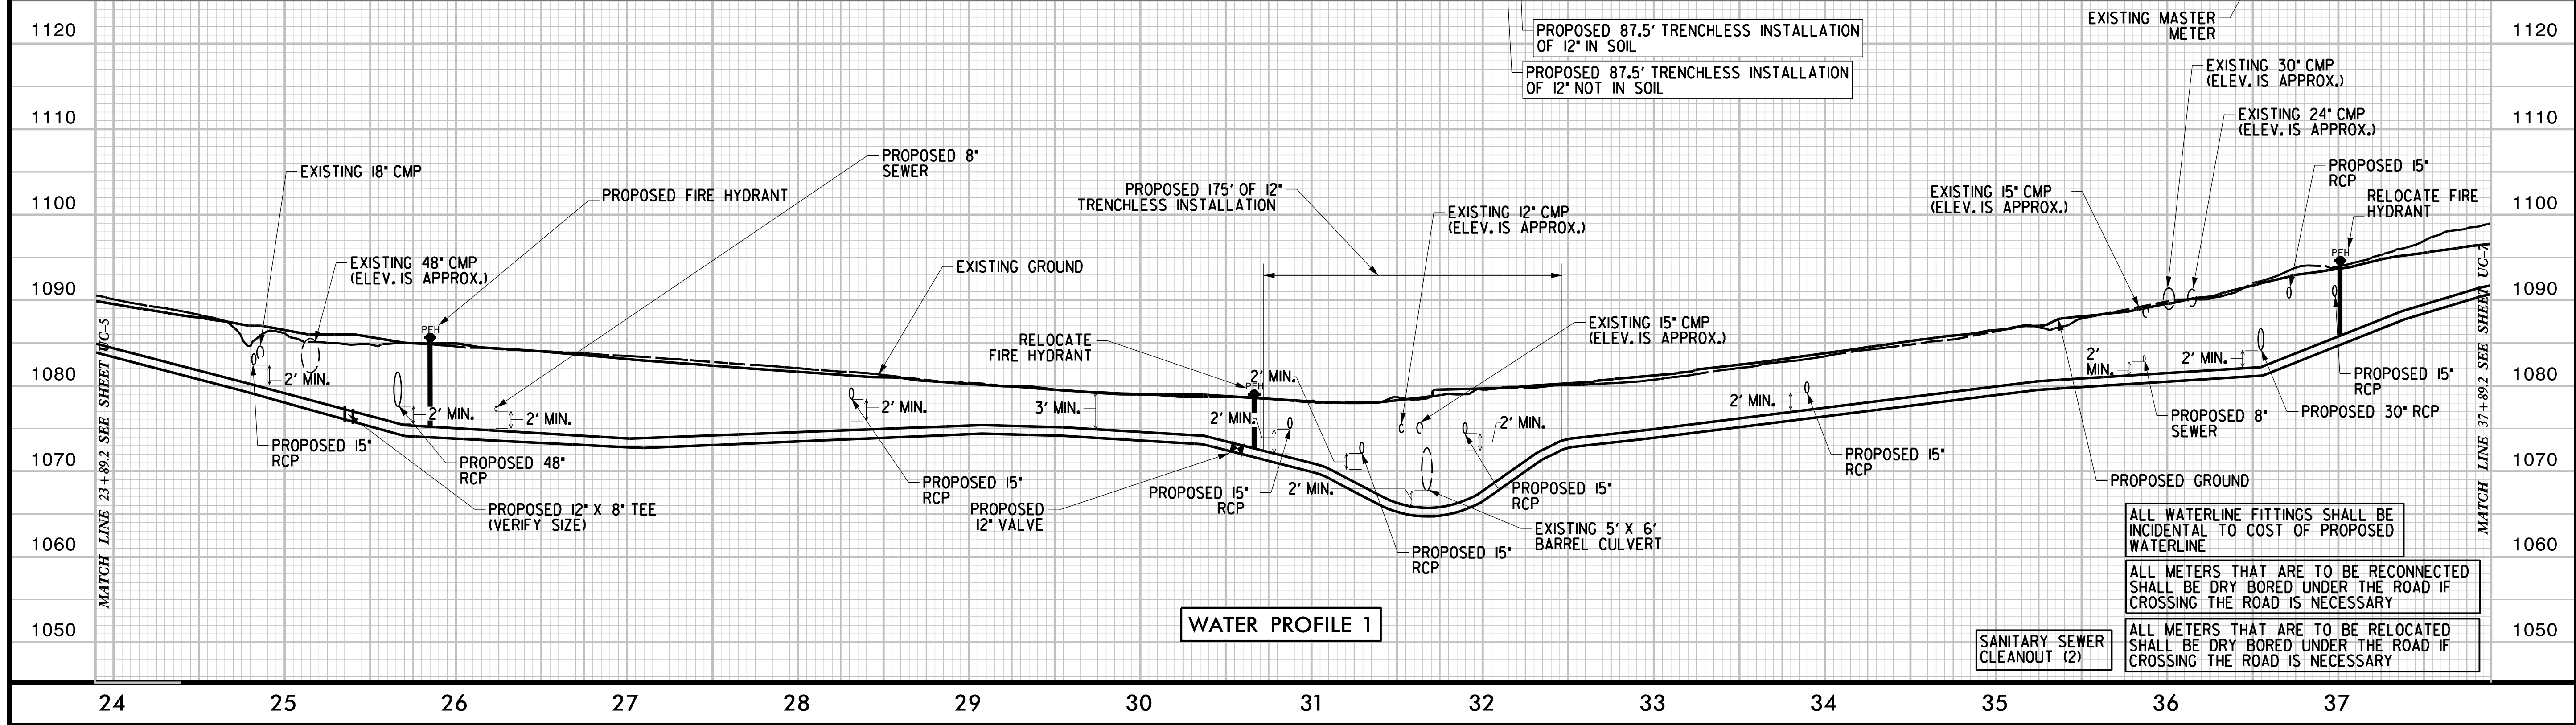 EXISTING MASTER
METER
1120
1120
PROPOSED 87.5' TRENCHLESS INSTALLATION
OF 12" IN SOIL
PROPOSED 87.5' TRENCHLESS INSTALLATION
OF 12" NOT IN SOIL
EXISTING 30" CMP
(ELEV. IS APPROX.)
1110
1110
EXISTING 24" CMP
(ELEV. IS APPROX.)
PROPOSED 8"
SEWER
EXISTING 18" CMP
PROPOSED FIRE HYDRANT
PROPOSED 175' OF 12"
TRENCHLESS INSTALLATION
EXISTING 12" CMP
(ELEV. IS APPROX.)
EXISTING 15" CMP
(ELEV. IS APPROX.)
PROPOSED 15"
RCP
RELOCATE FIRE
HYDRANT
1100
1100
EXISTING 48" CMP
(ELEV. IS APPROX.)
EXISTING GROUND
PFH
1090
1090
PFH
RELOCATE
FIRE HYDRANT
EXISTING 15" CMP
(ELEV. IS APPROX.)
MATCH LINE 23+89.2 SEE SHEET UC-5
MATCH LINE 37+89.2 SEE SHEET UC-7
1080
1080
2' MIN.
2' MIN.
PFH
2'
MIN.
2' MIN.
2' MIN.
2' MIN.
2' MIN.
3' MIN.
2' MIN.
2' MIN.
2' MIN.
PROPOSED 15"
RCP
PROPOSED 30" RCP
PROPOSED 8"
SEWER
PROPOSED 15"
RCP
PROPOSED 48"
RCP
PROPOSED 15"
RCP
1070
1070
PROPOSED 15"
RCP
PROPOSED 15"
RCP
2' MIN.
PROPOSED 15"
RCP
PROPOSED GROUND
PROPOSED 12" X 8" TEE
(VERIFY SIZE)
PROPOSED
12" VALVE
EXISTING 5' X 6'
BARREL CULVERT
PROPOSED 15"
RCP
1060
1060
ALL WATERLINE FITTINGS SHALL BE
INCIDENTAL TO COST OF PROPOSED
WATERLINE
ALL METERS THAT ARE TO BE RECONNECTED
SHALL BE DRY BORED UNDER THE ROAD IF
CROSSING THE ROAD IS NECESSARY
1050
1050
WATER PROFILE 1
SANITARY SEWER
CLEANOUT (2)
ALL METERS THAT ARE TO BE RELOCATED
SHALL BE DRY BORED UNDER THE ROAD IF
CROSSING THE ROAD IS NECESSARY
24 25 26 27 28 29 30 31 32 33 34 35 36 37